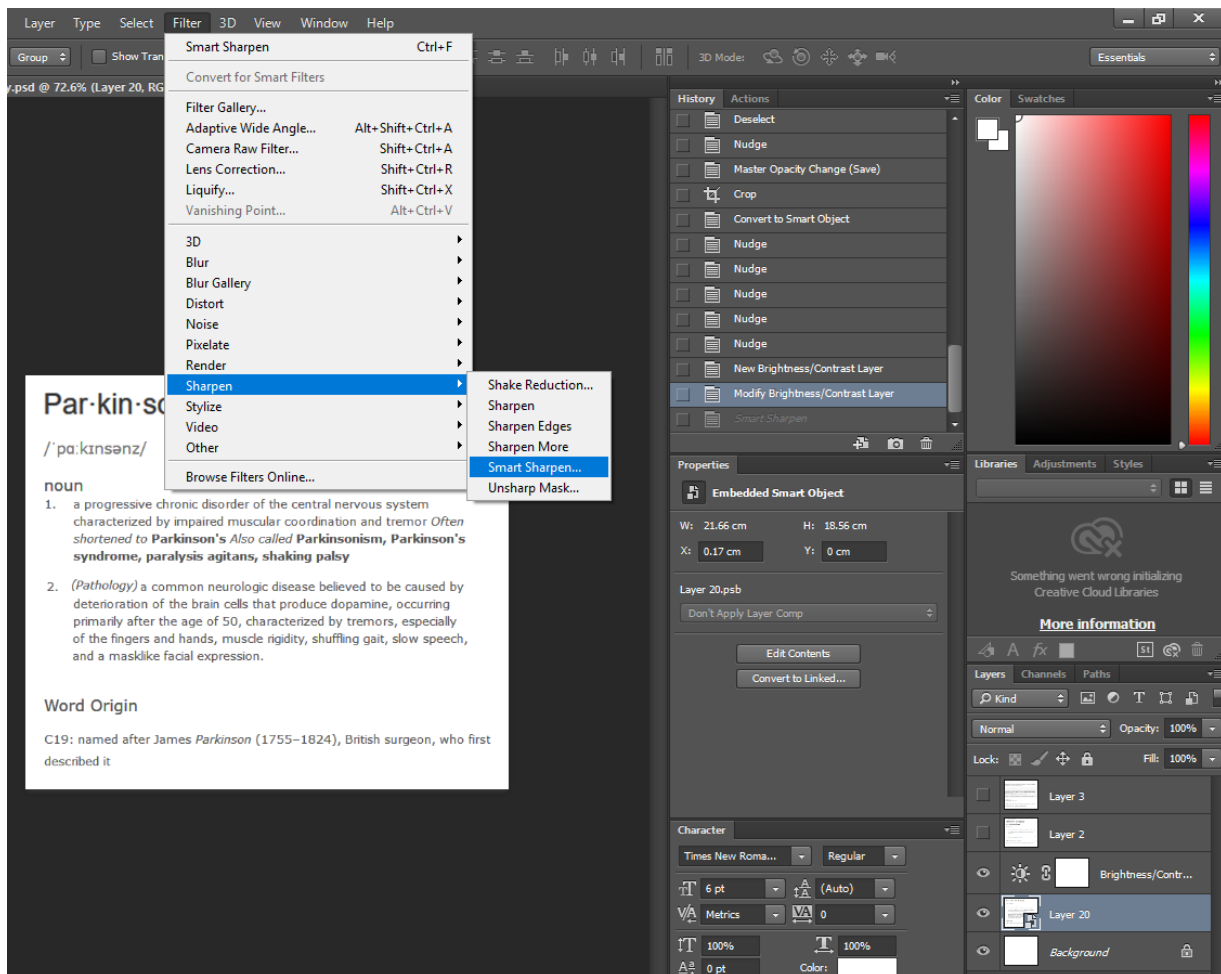 Layer Type Select Filter 3D View Window Help
Group Show Tran 3D Mode: Essentials
y.psd @ 72.6% (Layer 20, RG
Smart Sharpen Ctrl+F
Convert for Smart Filters
Filter Gallery...
Adaptive Wide Angle... Alt+Shift+Ctrl+A
Camera Raw Filter... Shift+Ctrl+A
Lens Correction... Shift+Ctrl+R
Liquify... Shift+Ctrl+X
Vanishing Point... Alt+Ctrl+V
3D
Blur
Blur Gallery
Distort
Noise
Pixelate
Render
Sharpen
Stylize
Video
Other
Browse Filters Online...
Shake Reduction...
Sharpen
Sharpen Edges
Sharpen More
Smart Sharpen...
Unsharp Mask...
Par·kin·so
/ˈpɑːkɪnsənz/
noun
1. a progressive chronic disorder of the central nervous system
characterized by impaired muscular coordination and tremor Often
shortened to Parkinson's Also called Parkinsonism, Parkinson's
syndrome, paralysis agitans, shaking palsy
2. (Pathology) a common neurologic disease believed to be caused by
deterioration of the brain cells that produce dopamine, occurring
primarily after the age of 50, characterized by tremors, especially
of the fingers and hands, muscle rigidity, shuffling gait, slow speech,
and a masklike facial expression.
Word Origin
C19: named after James Parkinson (1755–1824), British surgeon, who first
described it
History Actions
Deselect
Nudge
Master Opacity Change (Save)
Crop
Convert to Smart Object
Nudge
Nudge
Nudge
Nudge
Nudge
New Brightness/Contrast Layer
Modify Brightness/Contrast Layer
Smart Sharpen
Properties
Embedded Smart Object
W: 21.66 cm H: 18.56 cm
X: 0.17 cm Y: 0 cm
Layer 20.psb
Don't Apply Layer Comp
Edit Contents
Convert to Linked...
Character
Times New Roma... Regular
6 pt (Auto)
Metrics 0
100% 100%
0 pt Color:
Color Swatches
Libraries Adjustments Styles
Something went wrong initializing
Creative Cloud Libraries
More information
St
Layers Channels Paths
Kind
Normal Opacity: 100%
Lock: Fill: 100%
Layer 3
Layer 2
Brightness/Contr...
Layer 20
Background